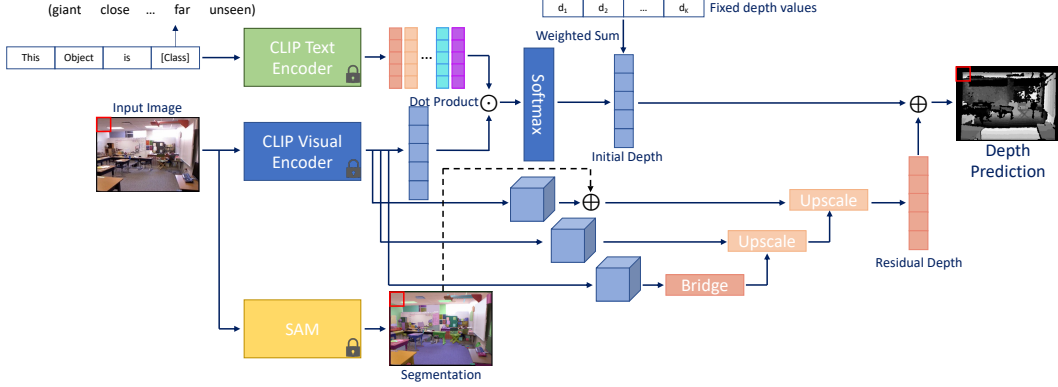 (giant close ... far unseen)
d1 d2 ... dK Fixed depth values
This Object is [Class]
CLIP Text Encoder
...
Weighted Sum
Softmax
Dot Product
Input Image
CLIP Visual Encoder
Initial Depth
Depth Prediction
Upscale
Upscale
Residual Depth
Bridge
SAM
Segmentation